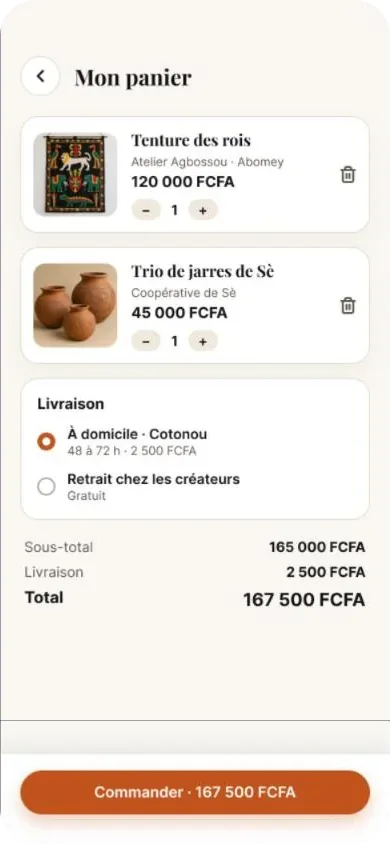 Mon panier
Tenture des rois
Atelier Agbossou · Abomey
120 000 FCFA
− 1 +
Trio de jarres de Sè
Coopérative de Sè
45 000 FCFA
− 1 +
Livraison
À domicile · Cotonou
48 à 72 h · 2 500 FCFA
Retrait chez les créateurs
Gratuit
Sous-total 165 000 FCFA
Livraison 2 500 FCFA
Total 167 500 FCFA
Commander · 167 500 FCFA